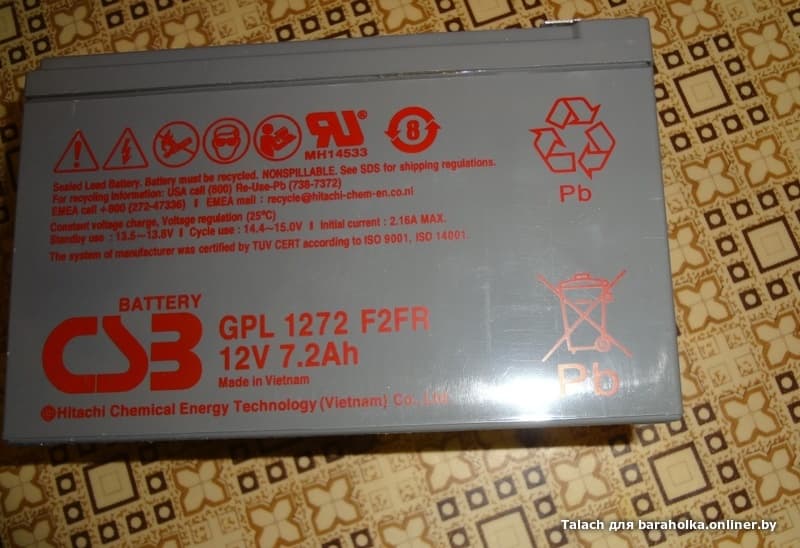 MH14533
8
Sealed Lead Battery. Battery must be recycled. NONSPILLABLE. See SDS for shipping regulations.
For recycling information: USA call (800) Re-Use-Pb (738-7372)
EMEA call +800 (272-47336) I EMEA mail : recycle@hitachi-chem-en.co.nl
Constant voltage charge, Voltage regulation (25°C)
Standby use : 13.5~13.8V I Cycle use : 14.4~15.0V I Initial current : 2.16A MAX.
The system of manufacturer was certified by TUV CERT according to ISO 9001, ISO 14001.
Pb
BATTERY
CSB
GPL 1272 F2FR
12V 7.2Ah
Made in Vietnam
Hitachi Chemical Energy Technology (Vietnam) Co.,Ltd
Pb
Talach для baraholka.onliner.by